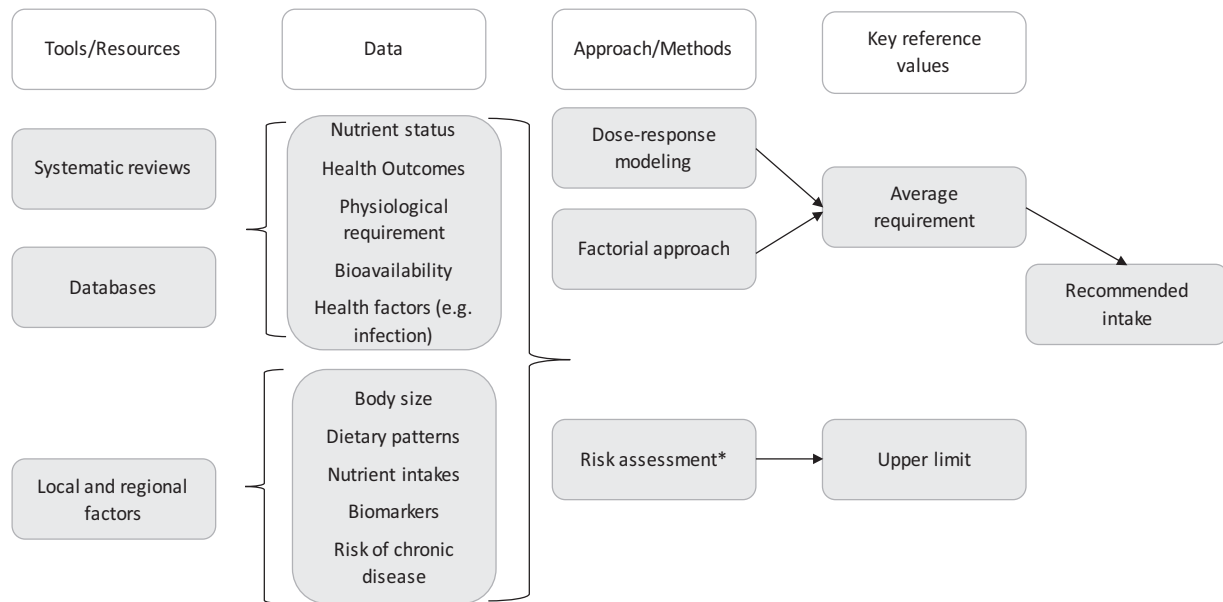 Tools/Resources
Data
Approach/Methods
Key reference
values
Systematic reviews
Databases
Local and regional
factors
Nutrient status
Health Outcomes
Physiological
requirement
Bioavailability
Health factors (e.g.
infection)
Body size
Dietary patterns
Nutrient intakes
Biomarkers
Risk of chronic
disease
Dose-response
modeling
Factorial approach
Risk assessment*
Average
requirement
Recommended
intake
Upper limit